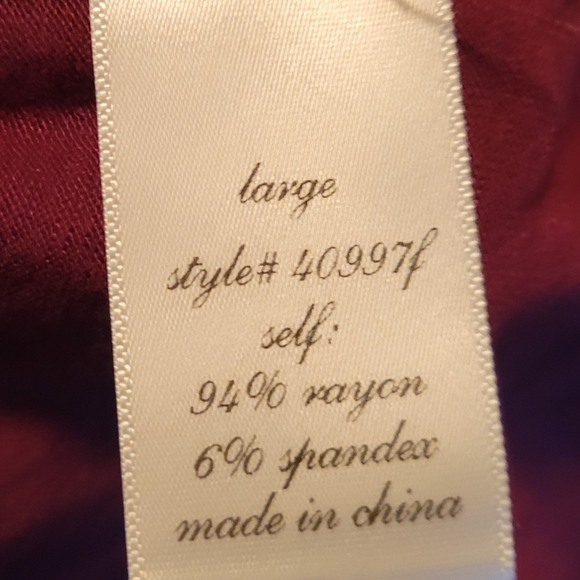 large
style# 40997f
self:
94% rayon
6% spandex
made in china